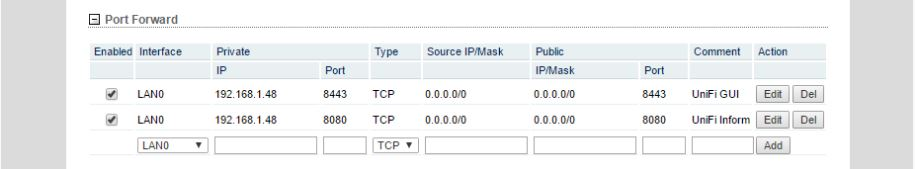 Port Forward
Enabled Interface Private Type Source IP/Mask Public Comment Action
IP Port IP/Mask Port
LAN0 192.168.1.48 8443 TCP 0.0.0.0/0 0.0.0.0/0 8443 UniFi GUI Edit Del
LAN0 192.168.1.48 8080 TCP 0.0.0.0/0 0.0.0.0/0 8080 UniFi Inform Edit Del
LAN0 TCP Add